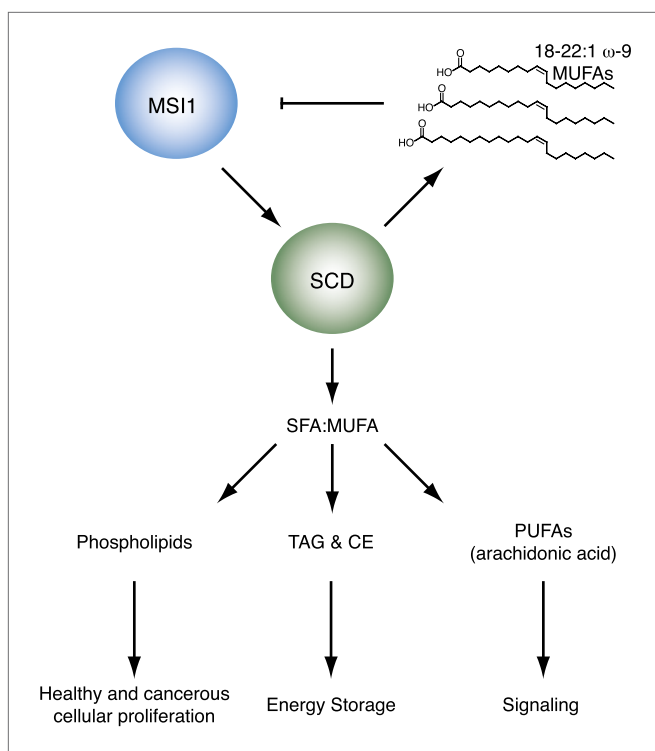 18-22:1 ω-9
MUFAs
O
HO
MSI1
O
HO
O
HO
SCD
SFA:MUFA
Phospholipids
TAG & CE
PUFAs
(arachidonic acid)
Healthy and cancerous
cellular proliferation
Energy Storage
Signaling